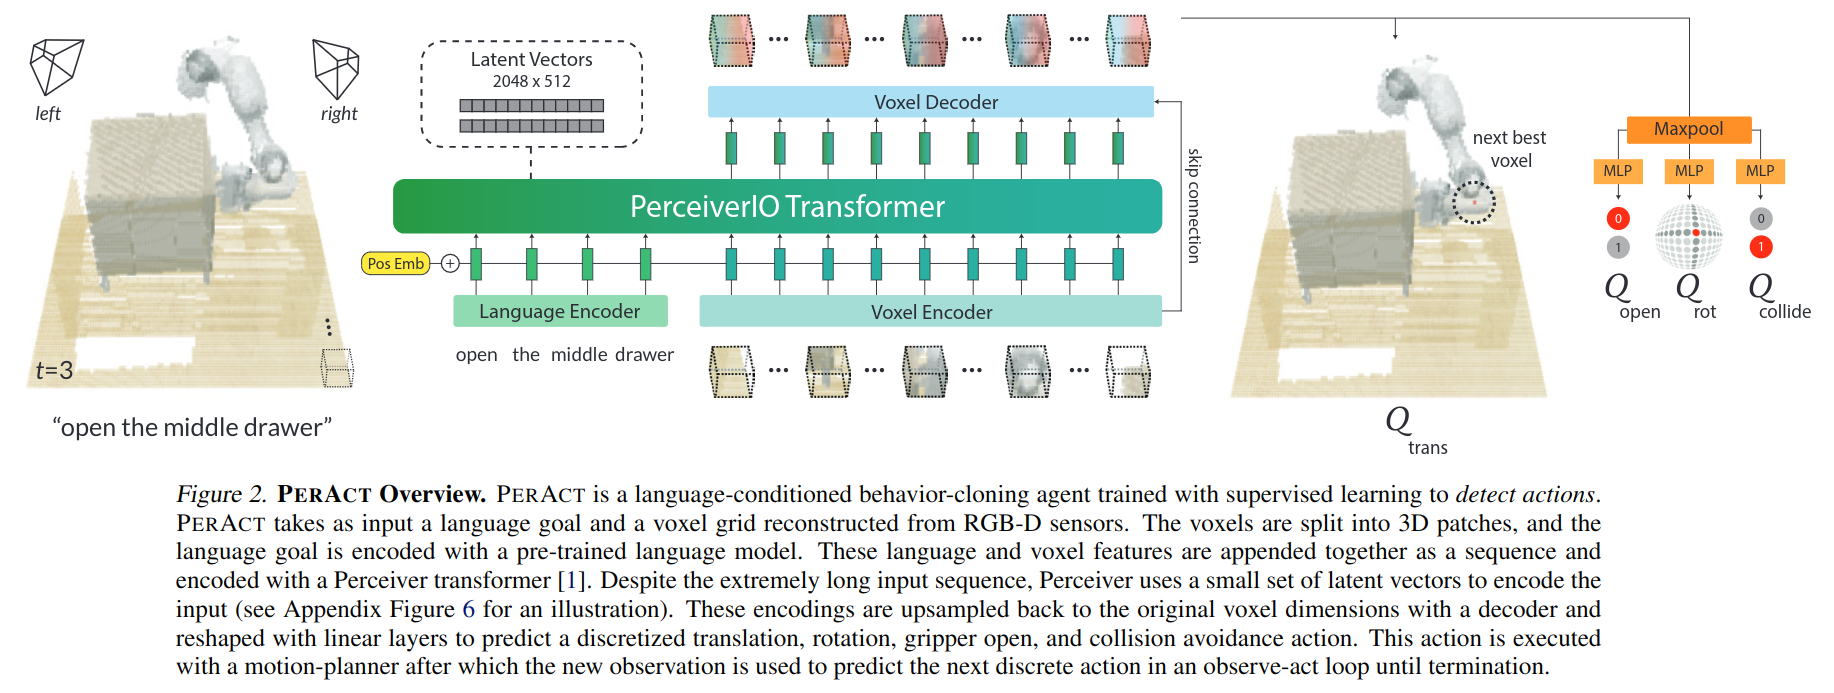 left
right
t=3
“open the middle drawer”
Latent Vectors
2048 x 512
Voxel Decoder
PerceiverIO Transformer
skip connection
Pos Emb
+
Language Encoder
Voxel Encoder
open the middle drawer
next best
voxel
Q
trans
Maxpool
MLP MLP MLP
0 0
1 1
Q Q Q
open rot collide
Figure 2. PERACT Overview. PERACT is a language-conditioned behavior-cloning agent trained with supervised learning to detect actions.
PERACT takes as input a language goal and a voxel grid reconstructed from RGB-D sensors. The voxels are split into 3D patches, and the
language goal is encoded with a pre-trained language model. These language and voxel features are appended together as a sequence and
encoded with a Perceiver transformer [1]. Despite the extremely long input sequence, Perceiver uses a small set of latent vectors to encode the
input (see Appendix Figure 6 for an illustration). These encodings are upsampled back to the original voxel dimensions with a decoder and
reshaped with linear layers to predict a discretized translation, rotation, gripper open, and collision avoidance action. This action is executed
with a motion-planner after which the new observation is used to predict the next discrete action in an observe-act loop until termination.